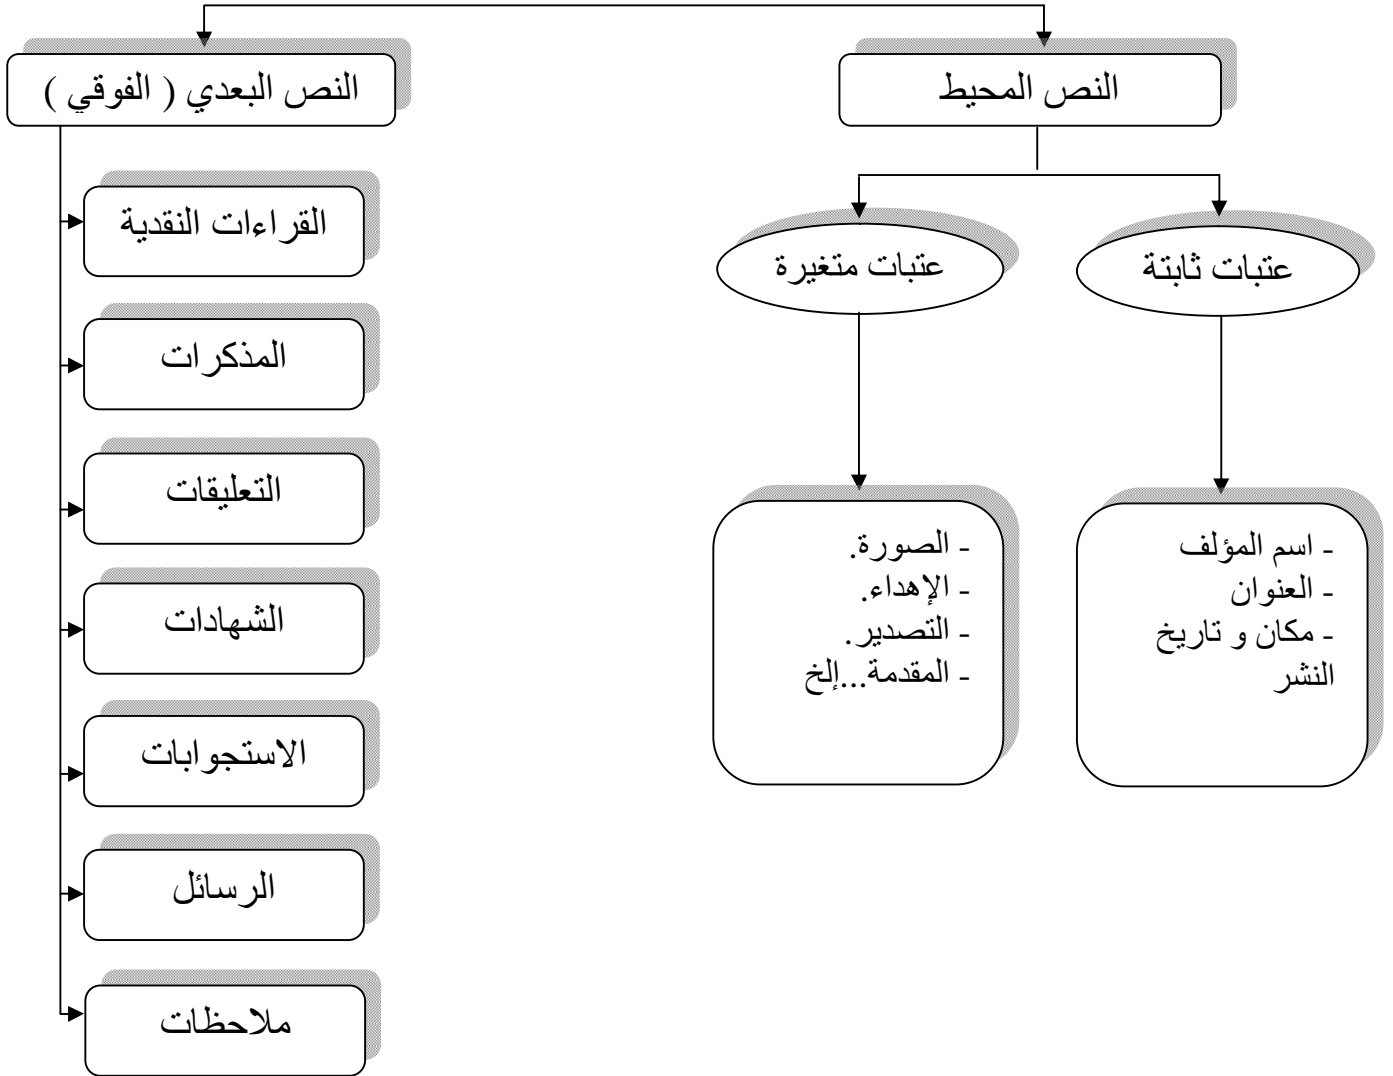 النص المحيط
النص البعدي ( الفوقي )
عتبات ثابتة
عتبات متغيرة
- اسم المؤلف
- العنوان
- مكان و تاريخ
النشر
- الصورة.
- الإهداء.
- التصدير.
- المقدمة...إلخ
القراءات النقدية
المذكرات
التعليقات
الشهادات
الاستجوابات
الرسائل
ملاحظات